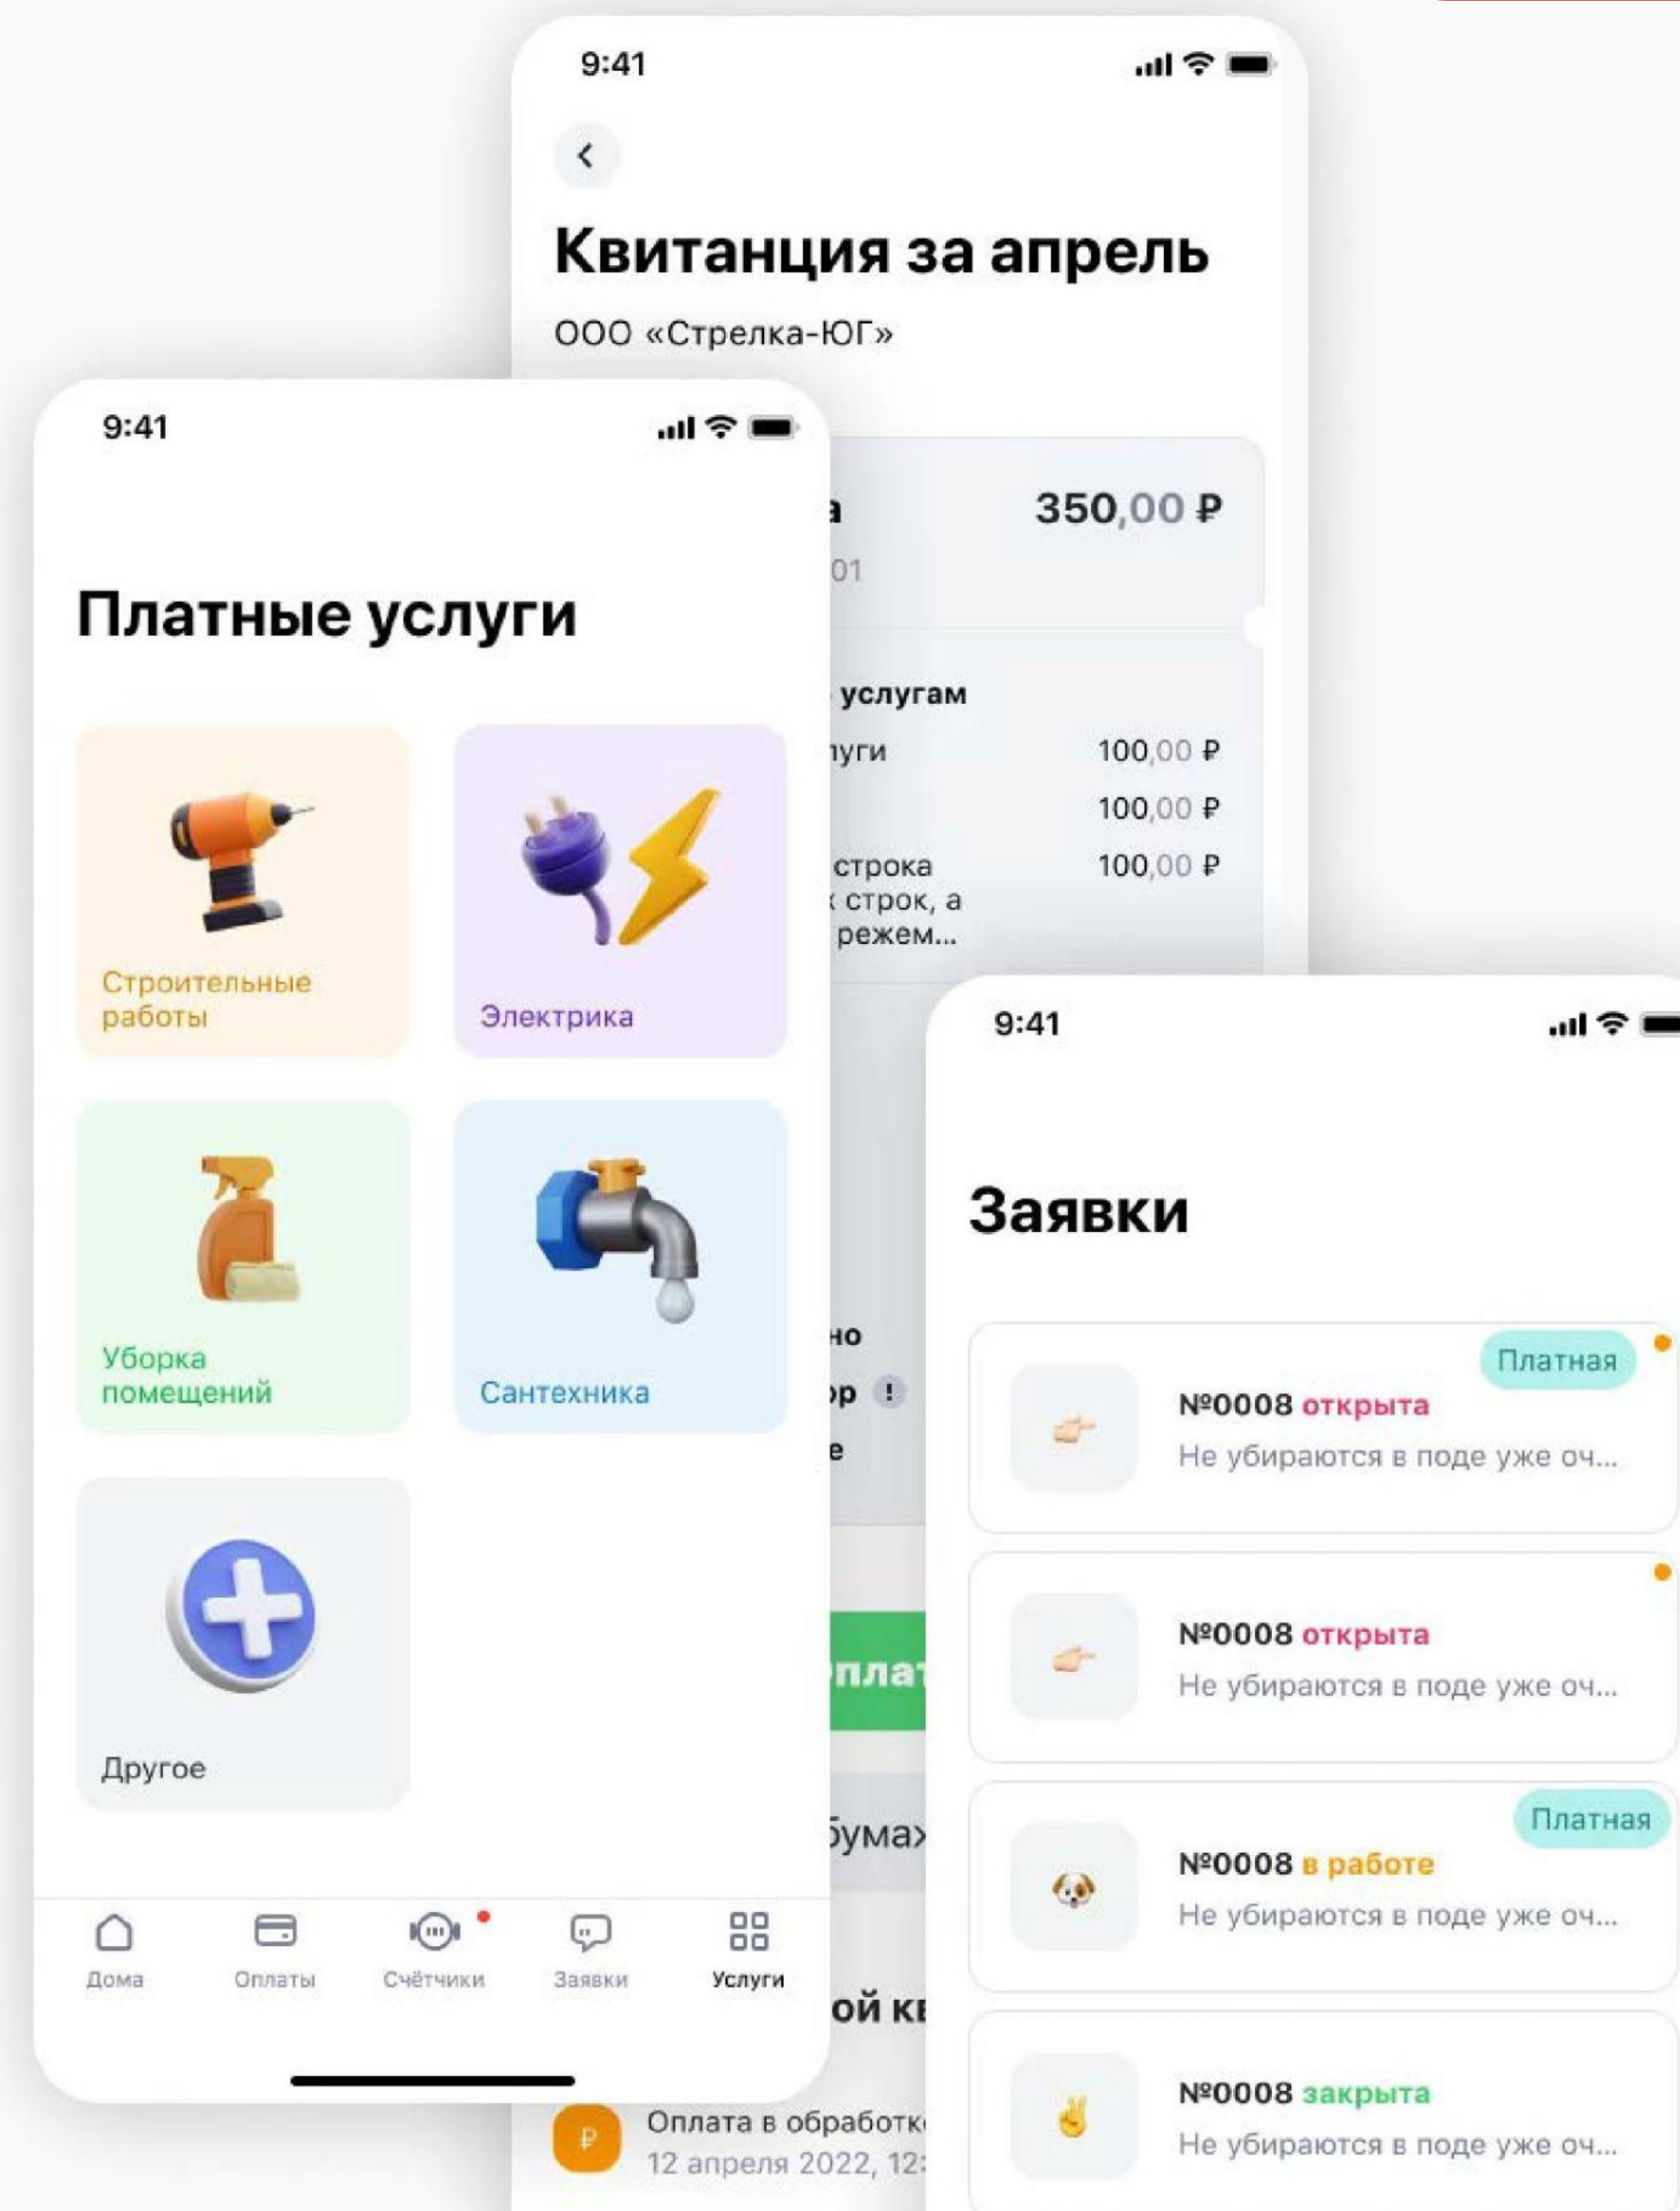 9:41
Квитанция за апрель
ООО «Стрелка-ЮГ»
350,00 ₽
01
услугам
100,00 ₽
100,00 ₽
строка
100,00 ₽
строк, а
режем...
!
Оплата в обработк
12 апреля 2022, 12:
9:41
Платные услуги
Строительные
работы
Электрика
Уборка
помещений
Сантехника
Другое
Дома
Оплаты
Счётчики
Заявки
Услуги
9:41
Заявки
Платная
№0008 открыта
Не убираются в поде уже оч...
№0008 открыта
Не убираются в поде уже оч...
Платная
№0008 в работе
Не убираются в поде уже оч...
№0008 закрыта
Не убираются в поде уже оч...